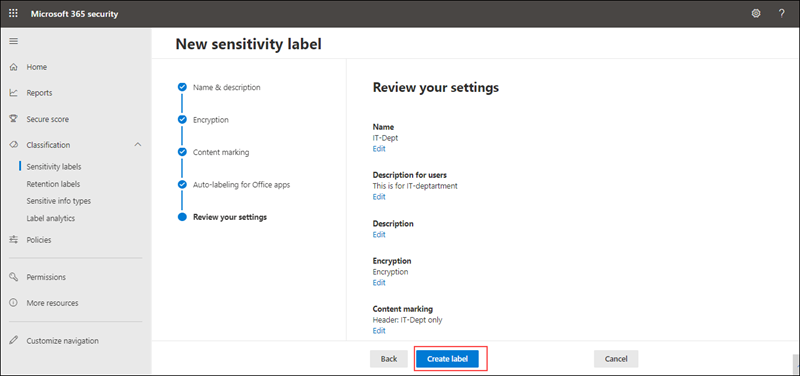 Microsoft 365 security
?
New sensitivity label
Home
Reports
Secure score
Classification
Sensitivity labels
Retention labels
Sensitive info types
Label analytics
Policies
Permissions
More resources
Customize navigation
Name & description
Encryption
Content marking
Auto-labeling for Office apps
Review your settings
Review your settings
Name
IT-Dept
Edit
Description for users
This is for IT-deptartment
Edit
Description
Edit
Encryption
Encryption
Edit
Content marking
Header: IT-Dept only
Edit
Back
Create label
Cancel